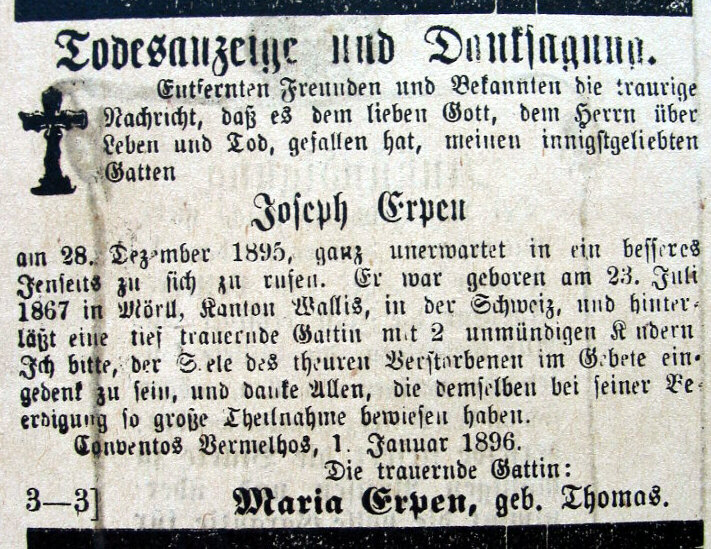 Todesanzeige und Danksagung.
Entfernten Freunden und Bekannten die traurige
Nachricht, daß es dem lieben Gott, dem Herrn über
Leben und Tod, gefallen hat, meinen innigstgeliebten
Gatten
Joseph Erpen
am 28. Dezember 1895, ganz unerwartet in ein besseres
Jenseits zu sich zu rufen. Er war geboren am 23. Juli
1867 in Mörll, Kanton Wallis, in der Schweiz, und hinter-
läßt eine tief trauernde Gattin mit 2 unmündigen Kindern
Ich bitte, der Seele des theuren Verstorbenen im Gebete ein-
gedenk zu sein, und danke Allen, die demselben bei seiner Be-
erdigung so große Theilnahme bewiesen haben.
Conventos Vermelhos, 1. Januar 1896.
Die trauernde Gattin:
3—3] Maria Erpen, geb. Thomas.